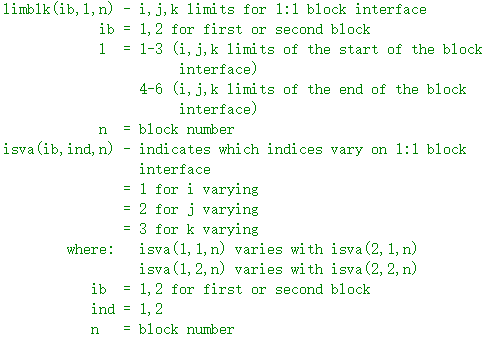 limblk(ib,l,n) - i,j,k limits for 1:1 block interface
ib = 1,2 for first or second block
l = 1-3 (i,j,k limits of the start of the block
interface)
4-6 (i,j,k limits of the end of the block
interface)
n = block number
isva(ib,ind,n) - indicates which indices vary on 1:1 block
interface
= 1 for i varying
= 2 for j varying
= 3 for k varying
where: isva(1,1,n) varies with isva(2,1,n)
isva(1,2,n) varies with isva(2,2,n)
ib = 1,2 for first or second block
ind = 1,2
n = block number